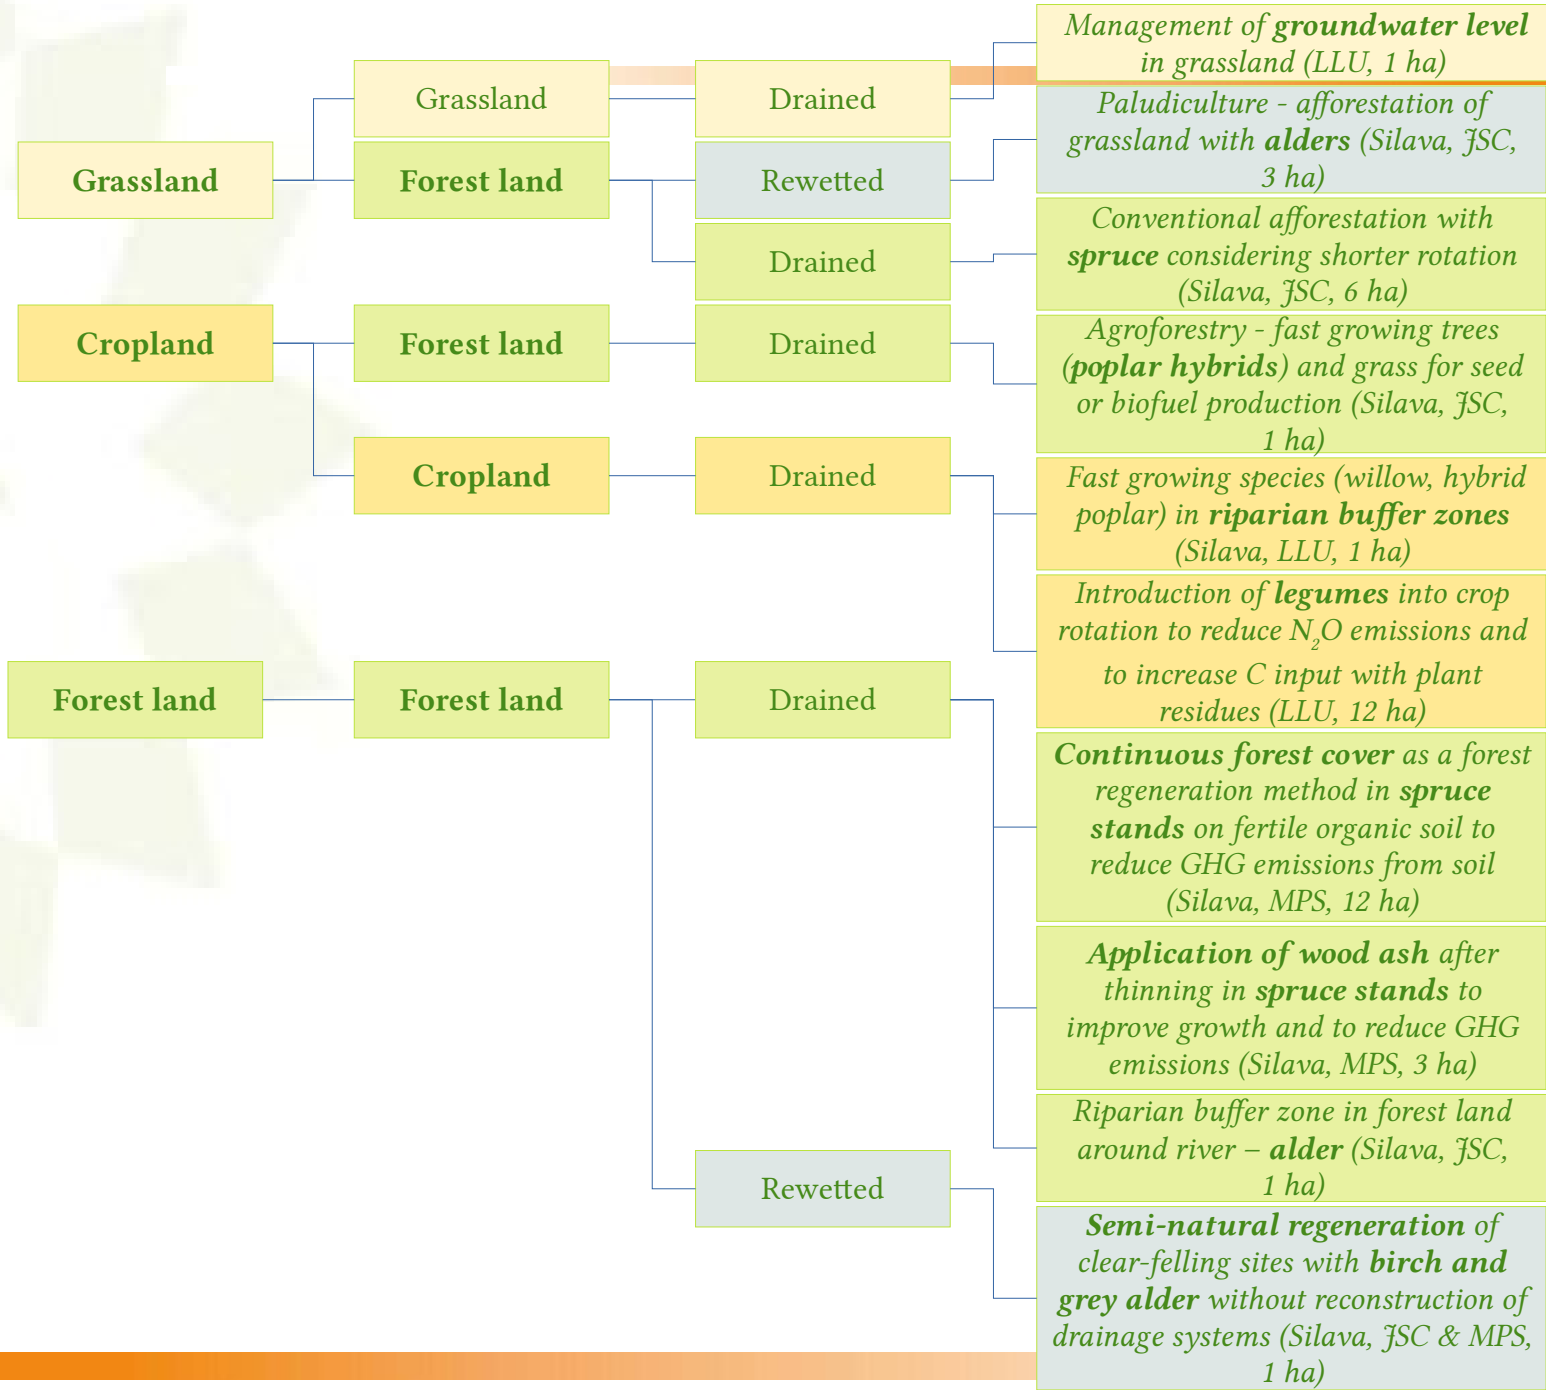 Grassland
Grassland
Drained
Management of groundwater level
in grassland (LLU, 1 ha)
Forest land
Rewetted
Paludiculture - afforestation of
grassland with alders (Silava, JSC,
3 ha)
Drained
Conventional afforestation with
spruce considering shorter rotation
(Silava, JSC, 6 ha)
Cropland
Forest land
Drained
Agroforestry - fast growing trees
(poplar hybrids) and grass for seed
or biofuel production (Silava, JSC,
1 ha)
Cropland
Drained
Fast growing species (willow, hybrid
poplar) in riparian buffer zones
(Silava, LLU, 1 ha)
Introduction of legumes into crop
rotation to reduce N₂O emissions and
to increase C input with plant
residues (LLU, 12 ha)
Forest land
Forest land
Drained
Continuous forest cover as a forest
regeneration method in spruce
stands on fertile organic soil to
reduce GHG emissions from soil
(Silava, MPS, 12 ha)
Application of wood ash after
thinning in spruce stands to
improve growth and to reduce GHG
emissions (Silava, MPS, 3 ha)
Riparian buffer zone in forest land
around river – alder (Silava, JSC,
1 ha)
Rewetted
Semi-natural regeneration of
clear-felling sites with birch and
grey alder without reconstruction of
drainage systems (Silava, JSC & MPS,
1 ha)